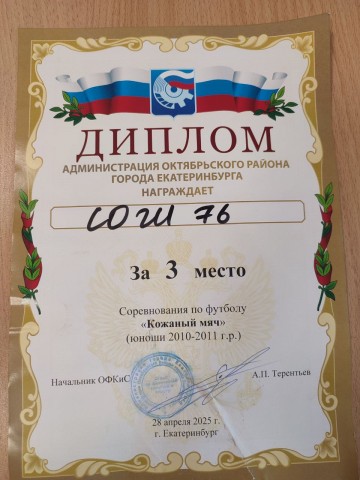 ДИПЛОМ
АДМИНИСТРАЦИЯ ОКТЯБРЬСКОГО РАЙОНА
ГОРОДА ЕКАТЕРИНБУРГА
НАГРАЖДАЕТ
СОШ 76
За 3 место
Соревнования по футболу
«Кожаный мяч»
(юноши 2010-2011 г.р.)
Начальник ОФКиС
А.П. Терентьев
28 апреля 2025 г.
г. Екатеринбург